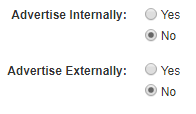 Advertise Internally: Yes
No
Advertise Externally: Yes
No